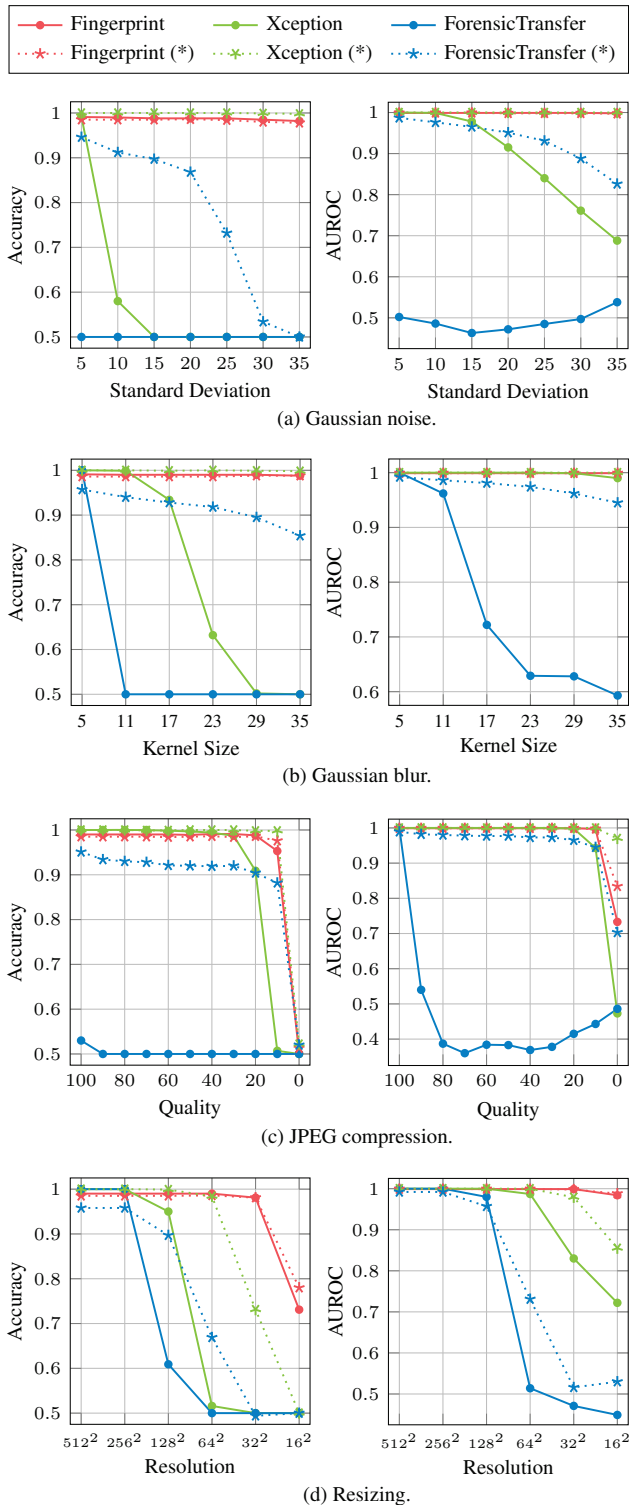 Fingerprint Xception ForensicTransfer
Fingerprint (*) Xception (*) ForensicTransfer (*)
1
0.9
0.8
0.7
0.6
0.5
Accuracy
5 10 15 20 25 30 35
Standard Deviation
1
0.9
0.8
0.7
0.6
0.5
AUROC
5 10 15 20 25 30 35
Standard Deviation
(a) Gaussian noise.
1
0.9
0.8
0.7
0.6
0.5
Accuracy
5 11 17 23 29 35
Kernel Size
1
0.9
0.8
0.7
0.6
AUROC
5 11 17 23 29 35
Kernel Size
(b) Gaussian blur.
1
0.9
0.8
0.7
0.6
0.5
Accuracy
100 80 60 40 20 0
Quality
1
0.9
0.8
0.7
0.6
0.5
0.4
AUROC
100 80 60 40 20 0
Quality
(c) JPEG compression.
1
0.9
0.8
0.7
0.6
0.5
Accuracy
512² 256² 128² 64² 32² 16²
Resolution
1
0.9
0.8
0.7
0.6
0.5
AUROC
512² 256² 128² 64² 32² 16²
Resolution
(d) Resizing.